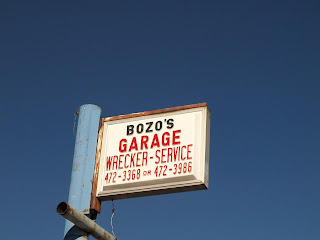 BOZO'S
GARAGE
WRECKER-SERVICE
472-3368 OR 472-3986